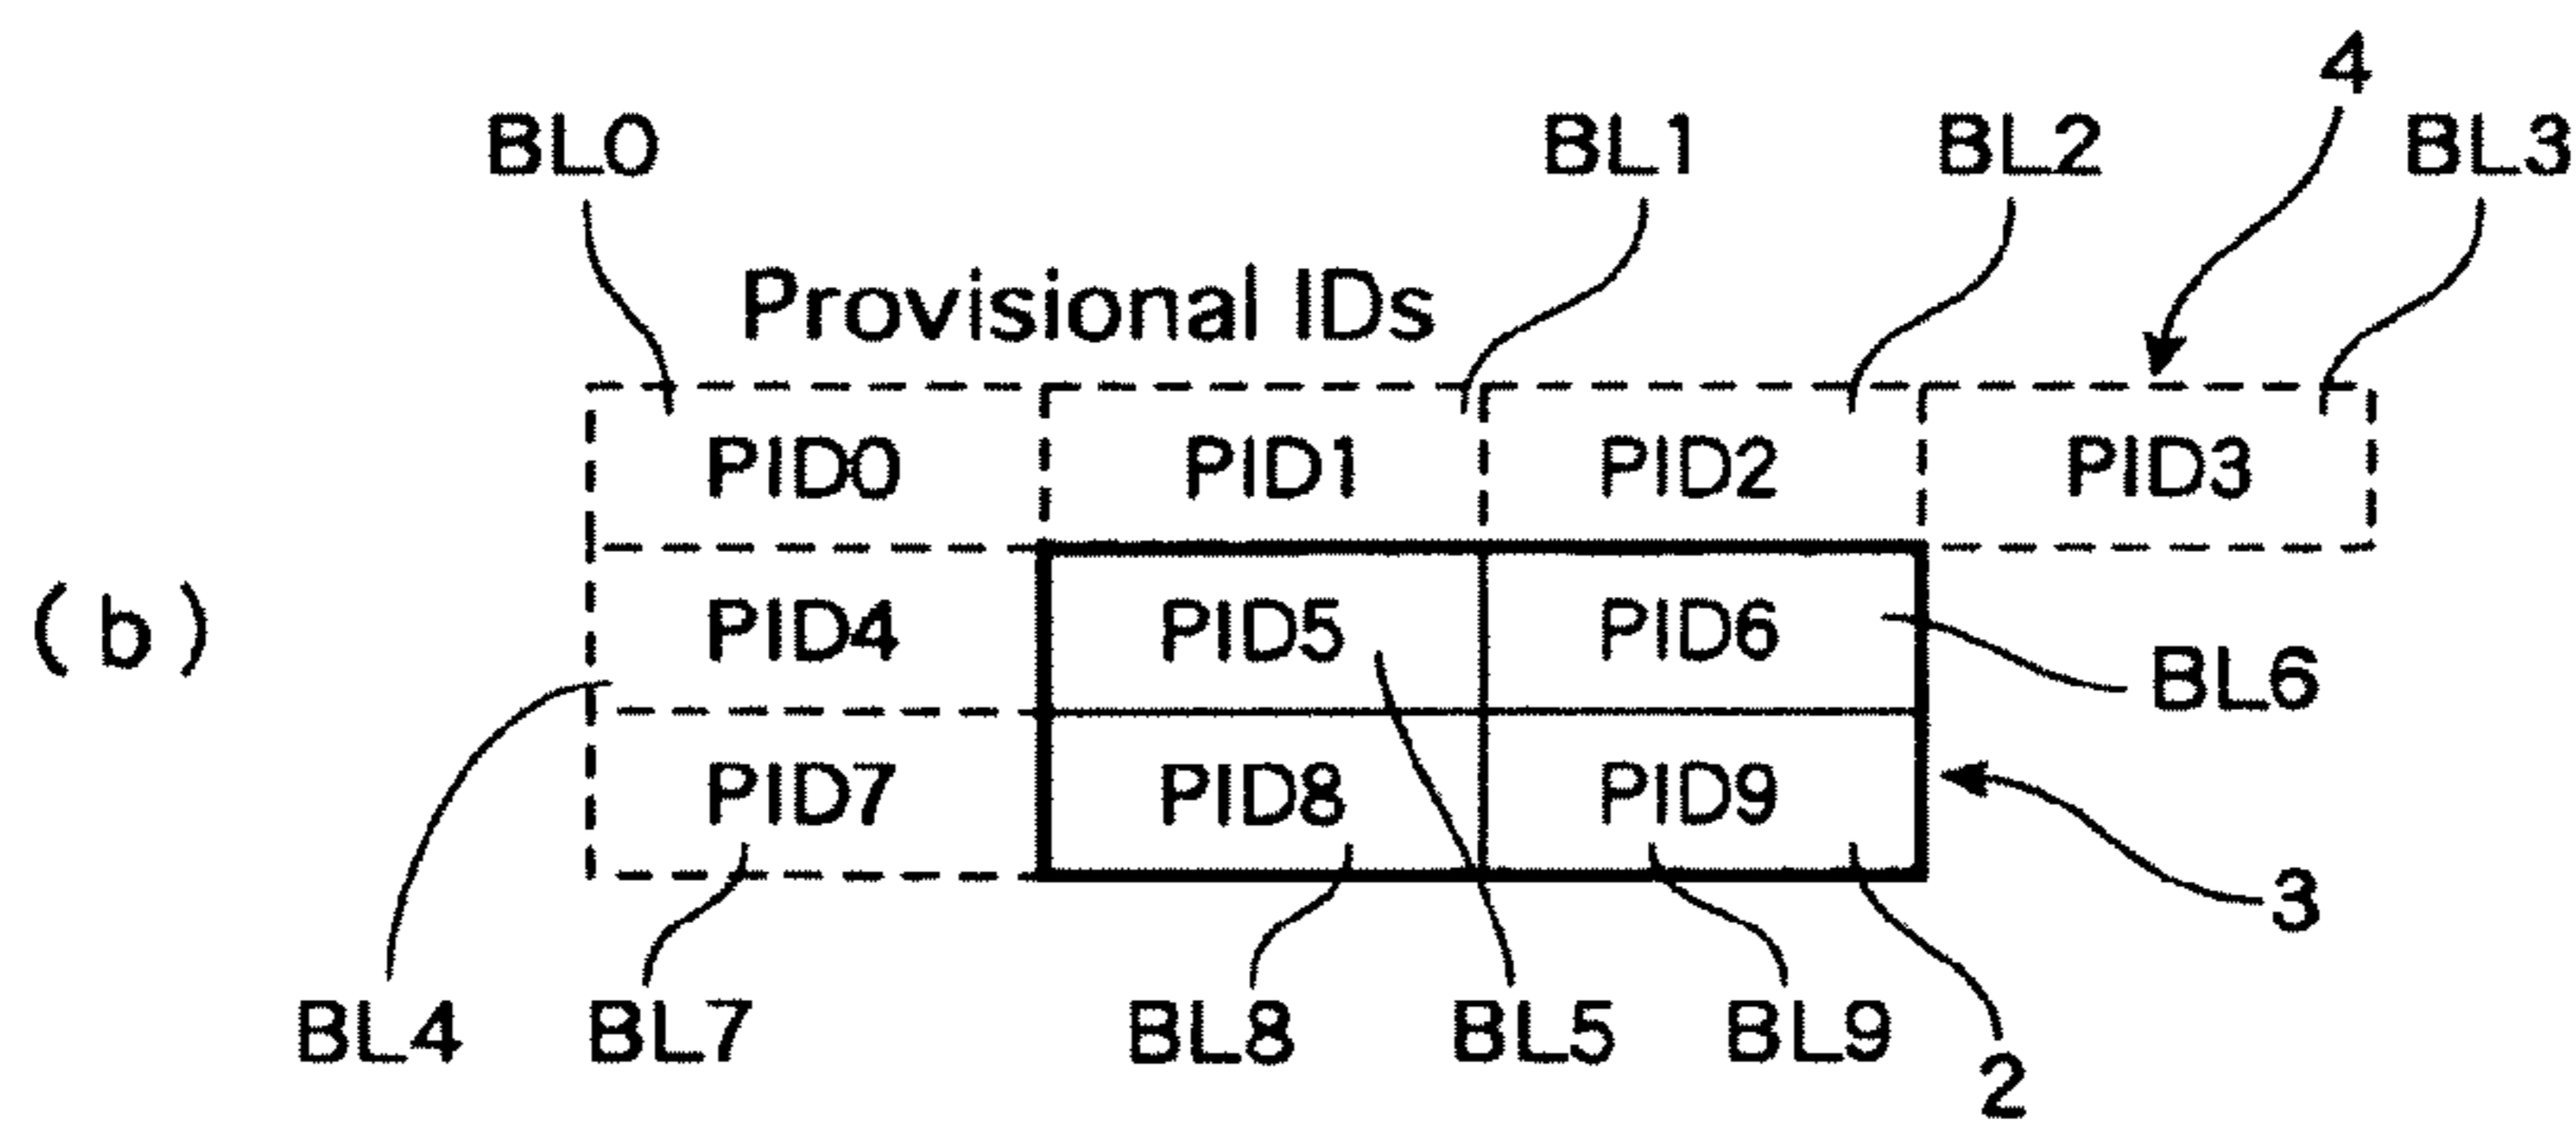 4
BL0 BL1 BL2 BL3
Provisional IDs
PID0 PID1 PID2 PID3
(b) PID4 PID5 PID6
BL6
PID7 PID8 PID9
3
BL4 BL7 BL8 BL5 BL9
2